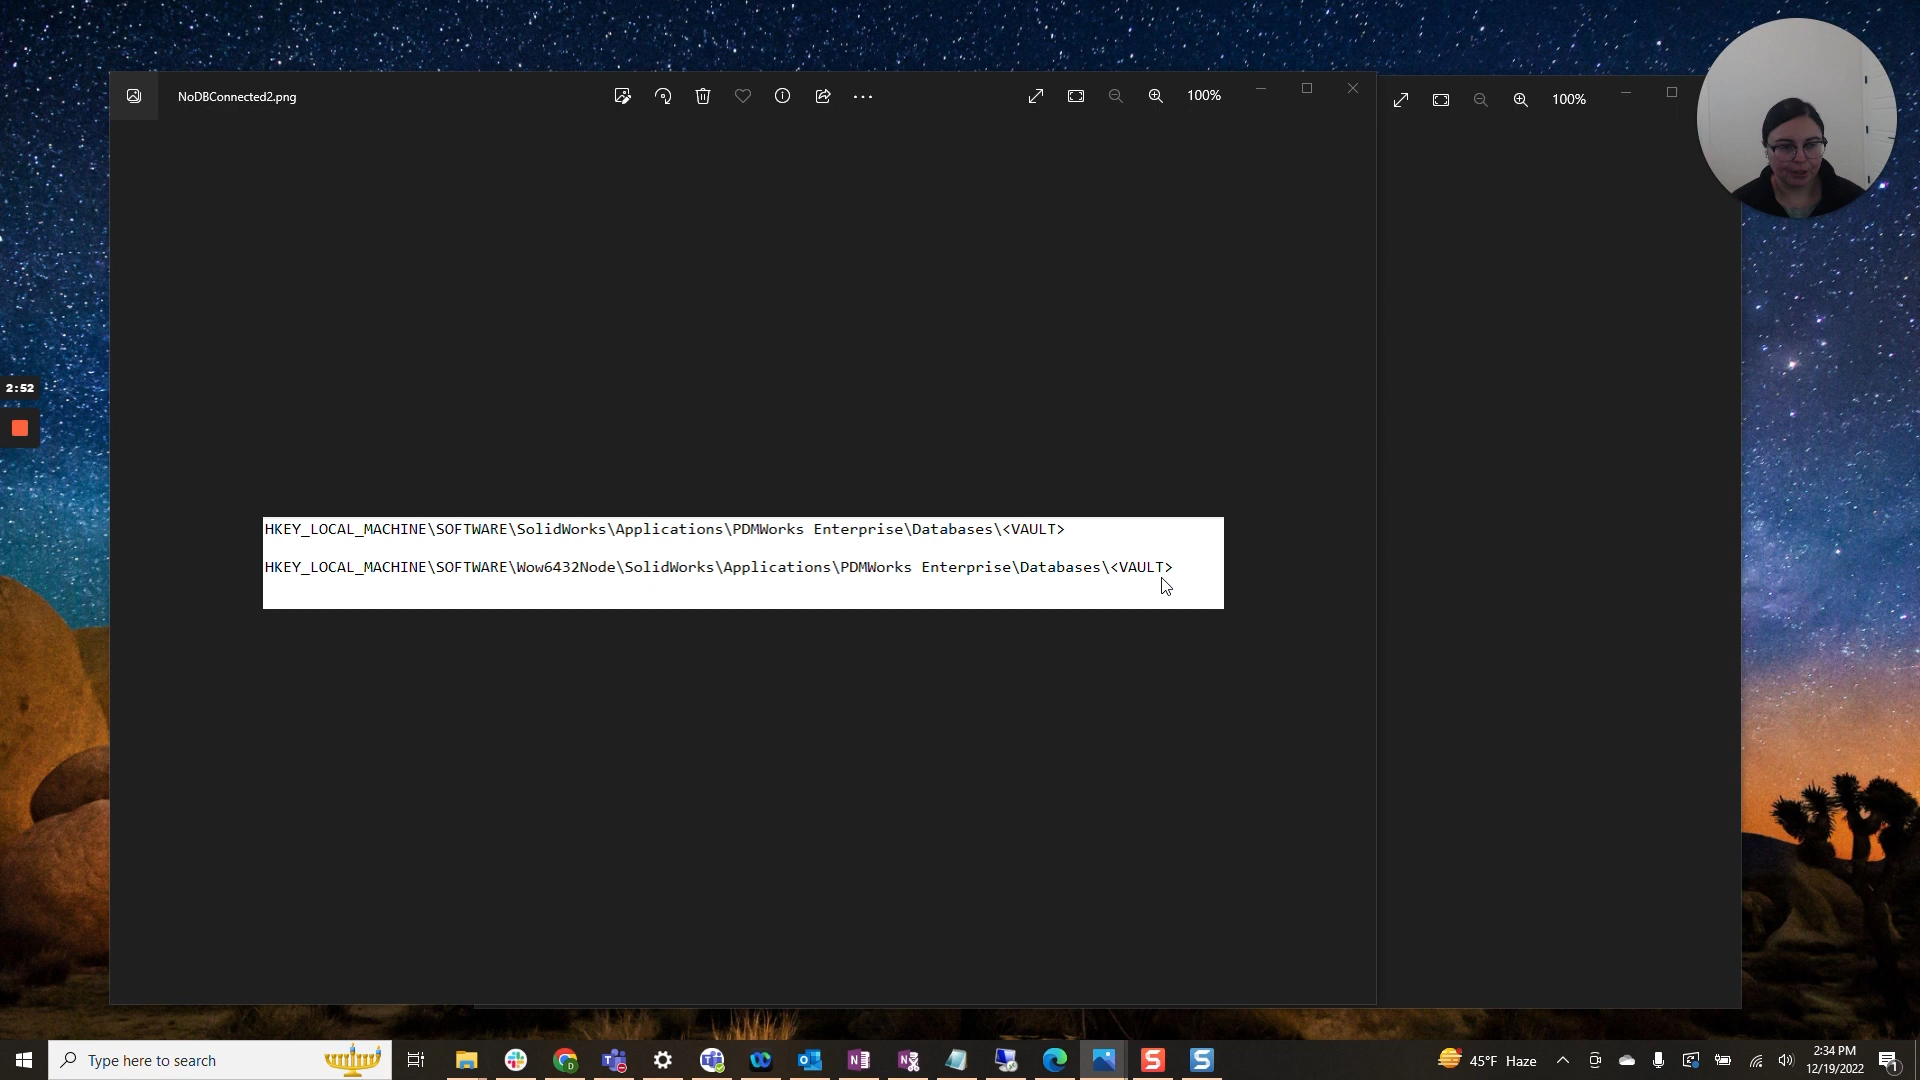 NoDBConnected2.png
100%
100%
2:52
HKEY_LOCAL_MACHINE\SOFTWARE\SolidWorks\Applications\PDMWorks Enterprise\Databases\<VAULT>
HKEY_LOCAL_MACHINE\SOFTWARE\Wow6432Node\SolidWorks\Applications\PDMWorks Enterprise\Databases\<VAULT>
Type here to search
45°F Haze
2:34 PM
12/19/2022
1